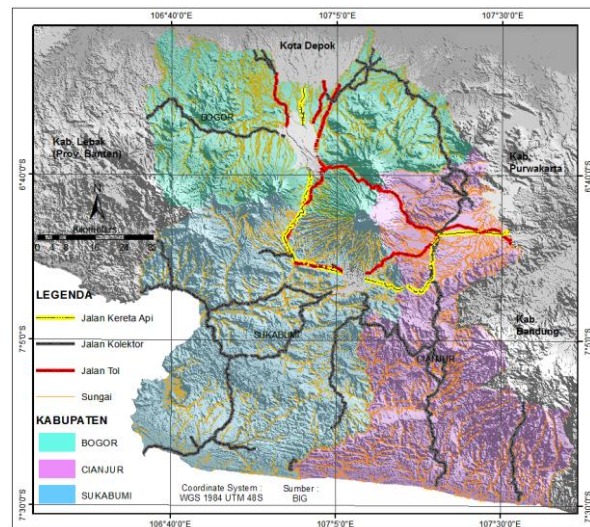 106°40'0"E 107°5'0"E 107°30'0"E
Kota Depok
BOGOR
Kab. Lebak
(Prov. Banten)
Kab.
Purwakarta
6°40'0"S 6°40'0"S
Kilometers
LEGENDA
Jalan Kereta Api
Jalan Kolektor
Jalan Tol
Sungai
KABUPATEN
BOGOR
CIANJUR
SUKABUMI
Kab.
Bandung
7°5'0"S 7°5'0"S
SUKABUMI
CIANJUR
Coordinate System :
WGS 1984 UTM 48S
Sumber :
BIG
7°30'0"S 7°30'0"S
106°40'0"E 107°5'0"E 107°30'0"E